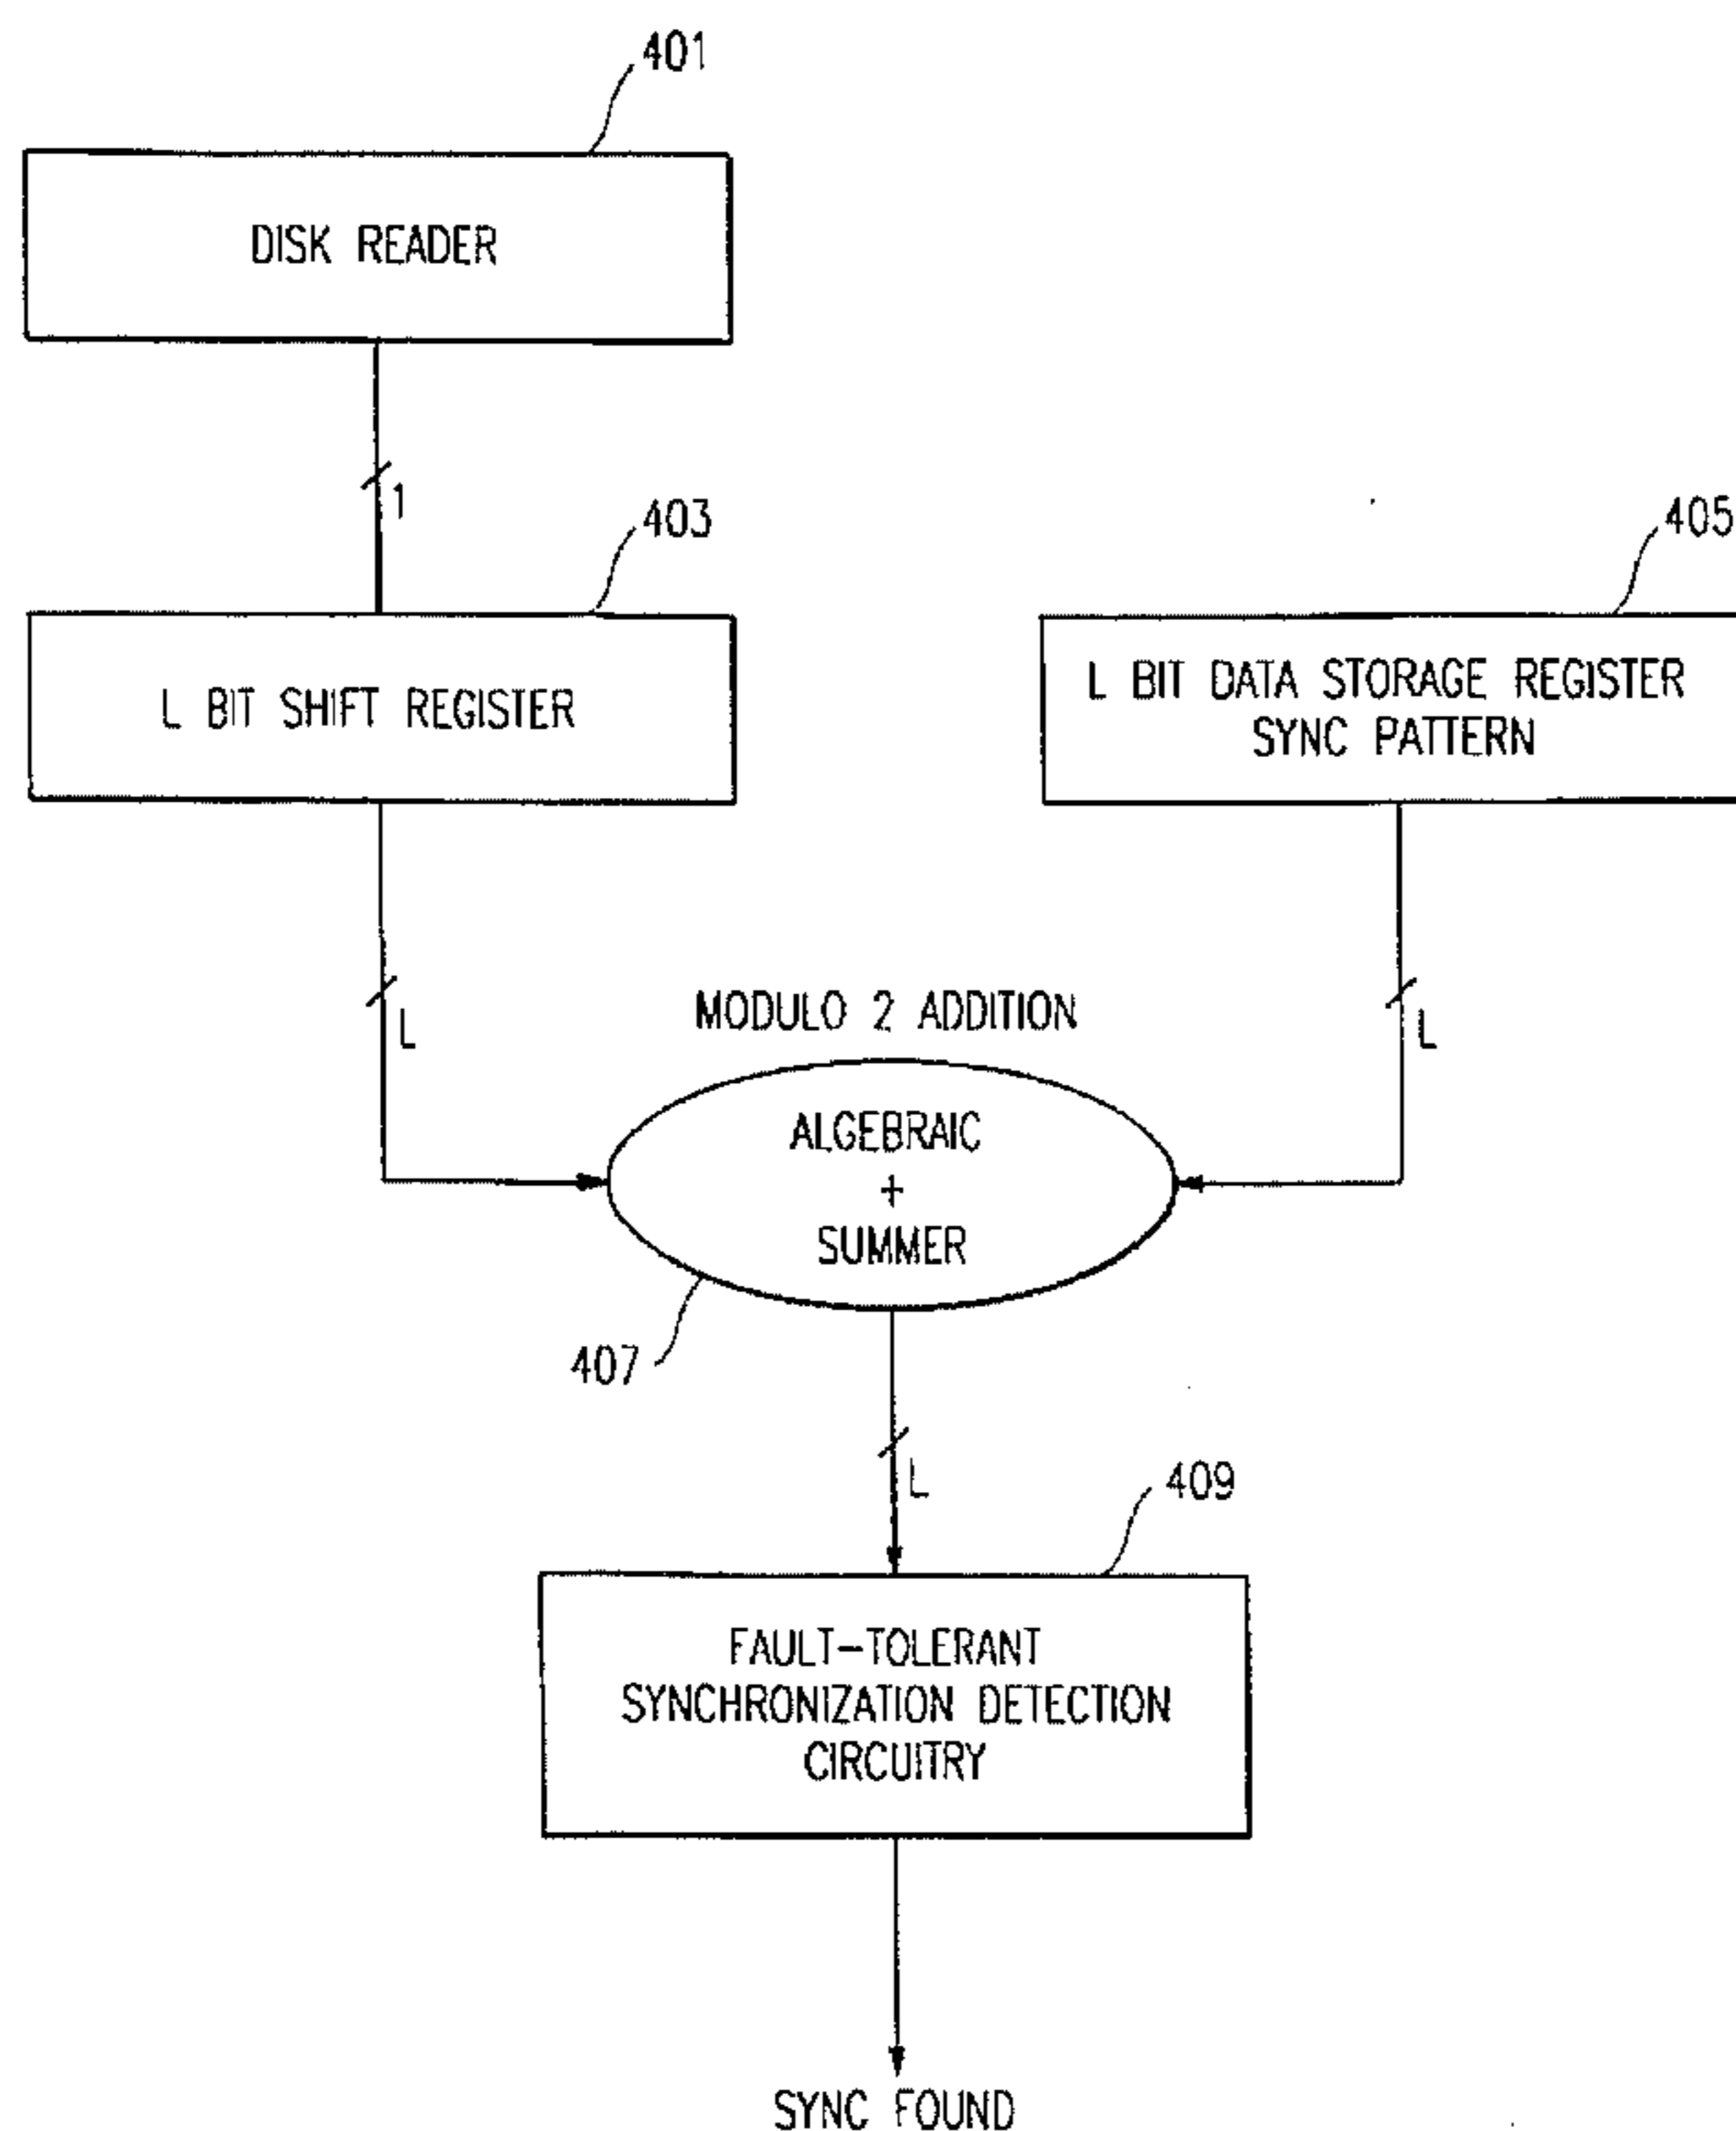 401
DISK READER
1
403
405
L BIT SHIFT REGISTER
L BIT DATA STORAGE REGISTER
SYNC PATTERN
L
L
MODULO 2 ADDITION
ALGEBRAIC
+
SUMMER
407
L
409
FAULT-TOLERANT
SYNCHRONIZATION DETECTION
CIRCUITRY
SYNC FOUND